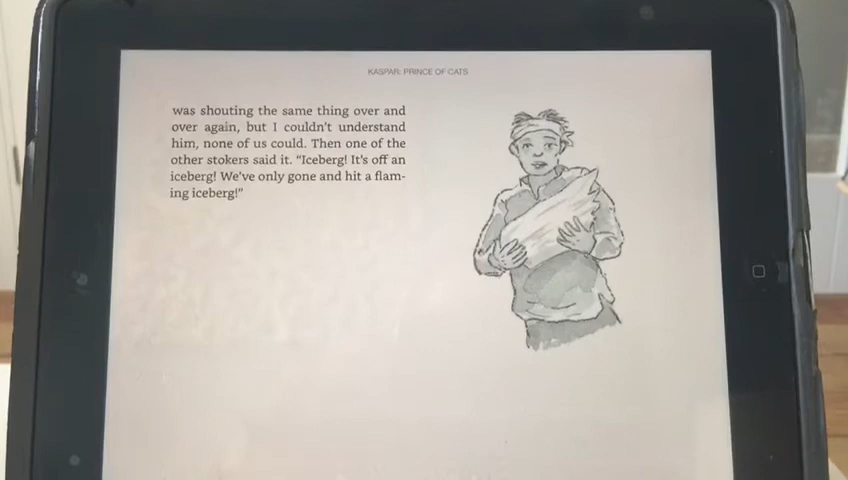 KASPAR: PRINCE OF CATS
was shouting the same thing over and
over again, but I couldn't understand
him, none of us could. Then one of the
other stokers said it. “Iceberg! It's off an
iceberg! We've only gone and hit a flam-
ing iceberg!”